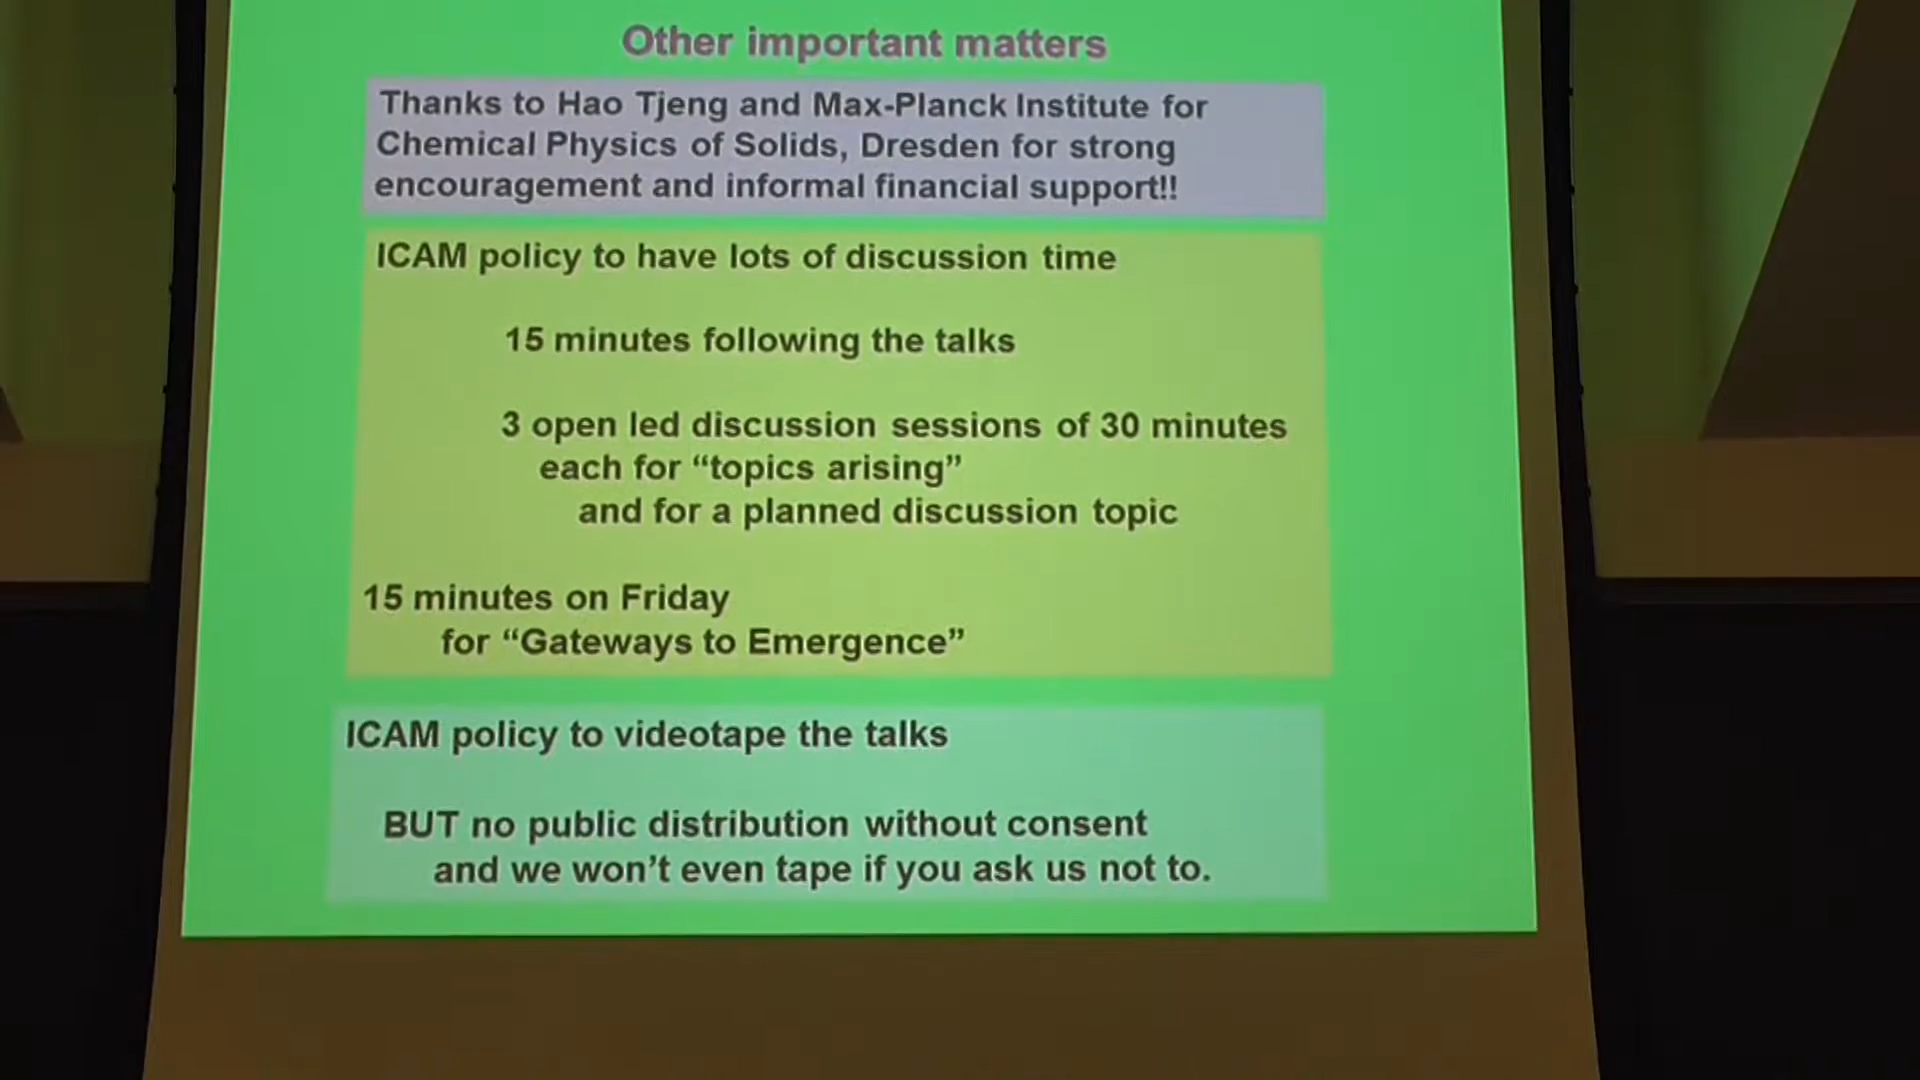 Other important matters
Thanks to Hao Tjeng and Max-Planck Institute for
Chemical Physics of Solids, Dresden for strong
encouragement and informal financial support!!
ICAM policy to have lots of discussion time
15 minutes following the talks
3 open led discussion sessions of 30 minutes
each for “topics arising”
and for a planned discussion topic
15 minutes on Friday
for “Gateways to Emergence”
ICAM policy to videotape the talks
BUT no public distribution without consent
and we won’t even tape if you ask us not to.